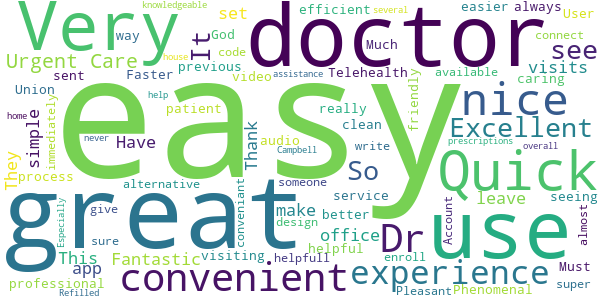 knowledgeable
several
Very
doctor
easier
always
efficient
User
set
It
way
God
connect
Much
see
Urgent Care
code
Faster
previous
Telehealth
available
visits
sent
video
caring
easy
Union
immediately
house
assistance
friendly
nice
help
patient
really
simple
home
never
Have
Thank
audio
clean
Excellent
They
Campbell
write
prescriptions
overall
process
So
Quick
alternative
someone
seeing
great
service
leave
Especially
give
convenient
make
better
design
Account
use
almost
sure
office
Dr
enroll
This
visiting
helpful
app
Fantastic
helpfull
experience
Must
professional
convenient
super
Refilled
Pleasant
Phenomenal